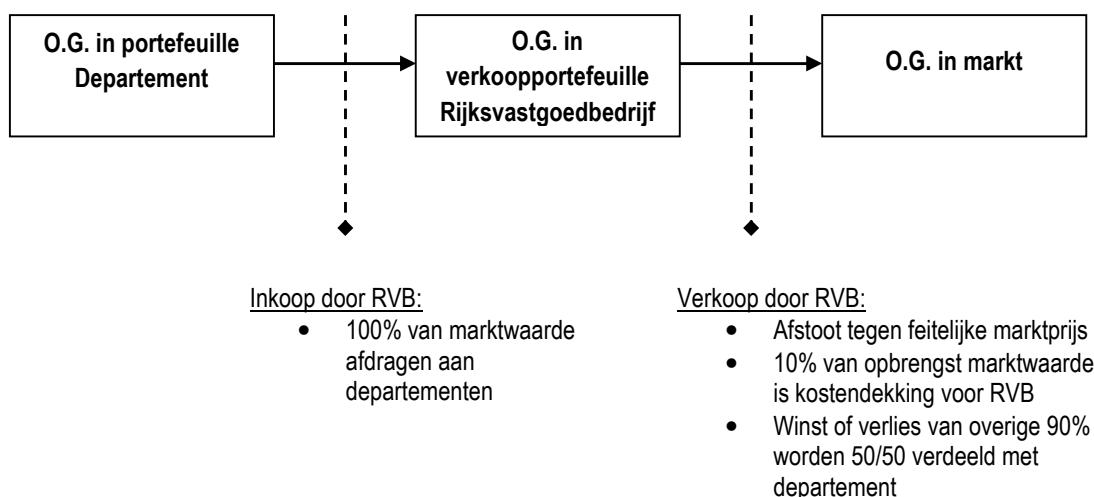 O.G. in portefeuille
Departement
O.G. in
verkoopportefeuille
Rijksvastgoedbedrijf
O.G. in markt
Inkoop door RVB:
• 100% van marktwaarde
afdragen aan
departementen
Verkoop door RVB:
• Afstoot tegen feitelijke marktprijs
• 10% van opbrengst marktwaarde
is kostendekking voor RVB
• Winst of verlies van overige 90%
worden 50/50 verdeeld met
departement